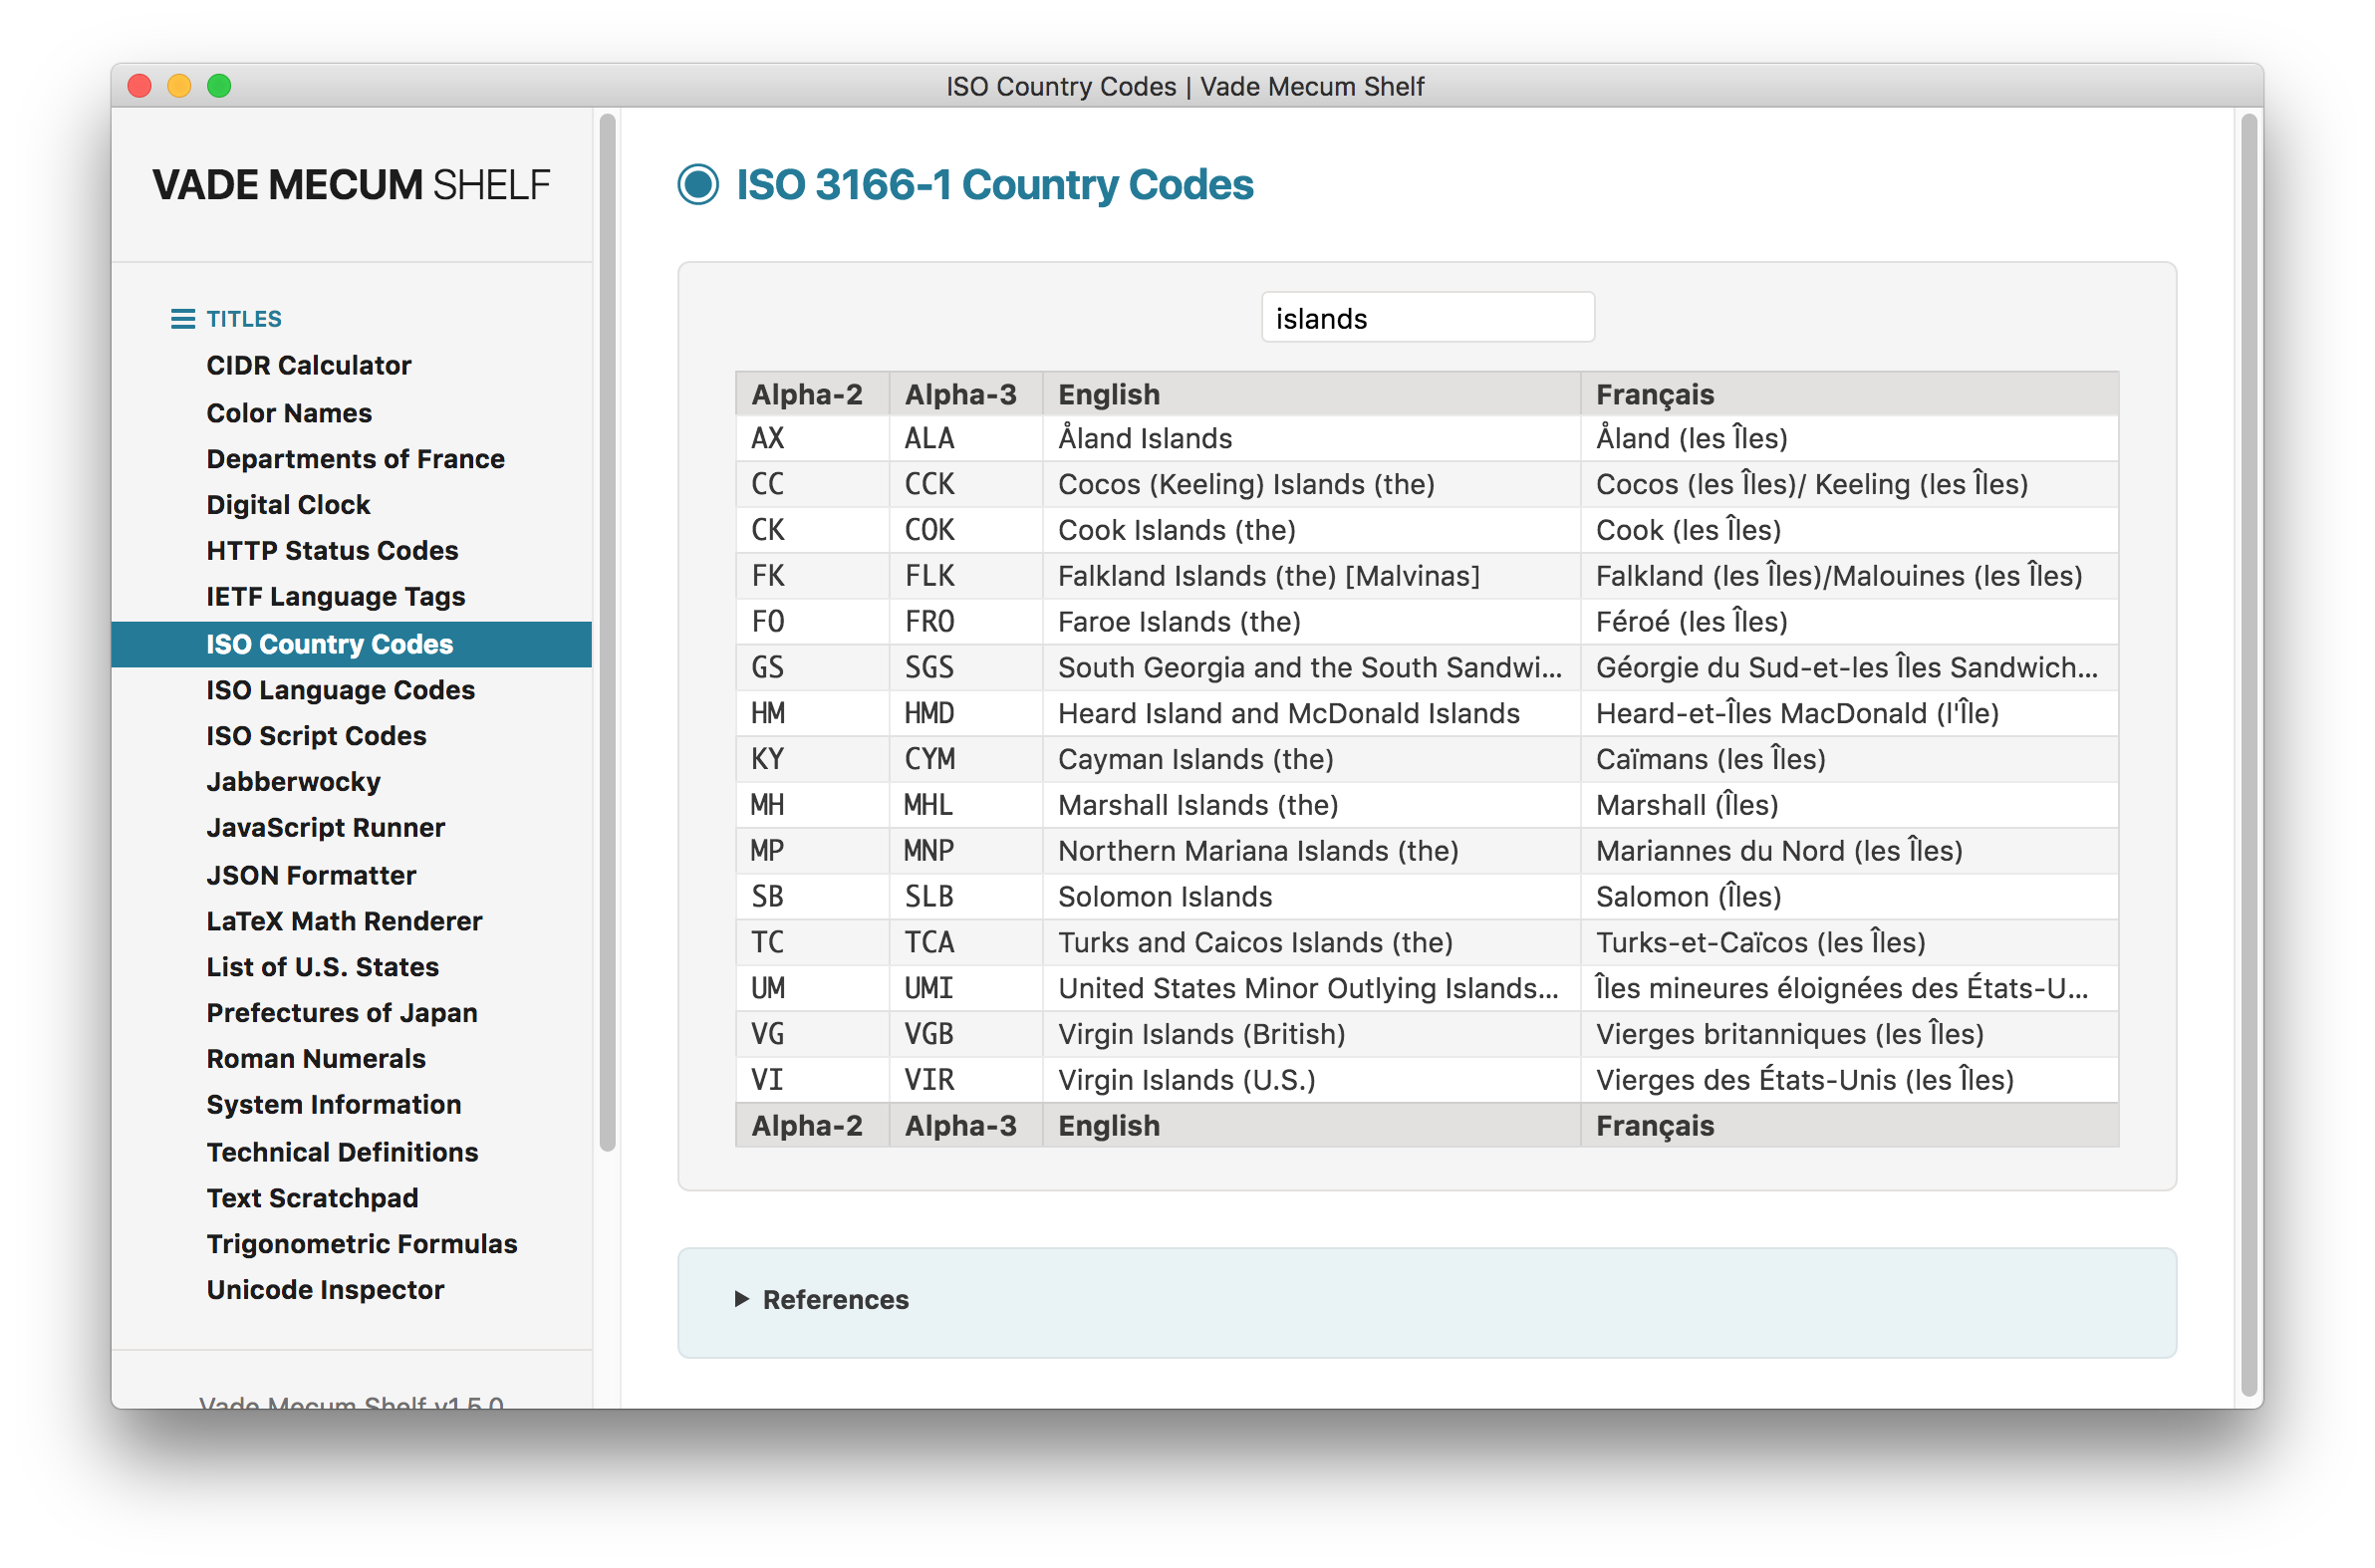 ISO Country Codes | Vade Mecum Shelf
VADE MECUM SHELF
TITLES
CIDR Calculator
Color Names
Departments of France
Digital Clock
HTTP Status Codes
IETF Language Tags
ISO Country Codes
ISO Language Codes
ISO Script Codes
Jabberwocky
JavaScript Runner
JSON Formatter
LaTeX Math Renderer
List of U.S. States
Prefectures of Japan
Roman Numerals
System Information
Technical Definitions
Text Scratchpad
Trigonometric Formulas
Unicode Inspector
Vade Mecum Shelf v1.5.0
ISO 3166-1 Country Codes
islands
Alpha-2 Alpha-3 English Français
AX ALA Åland Islands Åland (les Îles)
CC CCK Cocos (Keeling) Islands (the) Cocos (les Îles)/ Keeling (les Îles)
CK COK Cook Islands (the) Cook (les Îles)
FK FLK Falkland Islands (the) [Malvinas] Falkland (les Îles)/Malouines (les Îles)
FO FRO Faroe Islands (the) Féroé (les Îles)
GS SGS South Georgia and the South Sandwi... Géorgie du Sud-et-les Îles Sandwich...
HM HMD Heard Island and McDonald Islands Heard-et-Îles MacDonald (l'Île)
KY CYM Cayman Islands (the) Caïmans (les Îles)
MH MHL Marshall Islands (the) Marshall (Îles)
MP MNP Northern Mariana Islands (the) Mariannes du Nord (les Îles)
SB SLB Solomon Islands Salomon (Îles)
TC TCA Turks and Caicos Islands (the) Turks-et-Caïcos (les Îles)
UM UMI United States Minor Outlying Islands... Îles mineures éloignées des États-U...
VG VGB Virgin Islands (British) Vierges britanniques (les Îles)
VI VIR Virgin Islands (U.S.) Vierges des États-Unis (les Îles)
Alpha-2 Alpha-3 English Français
References